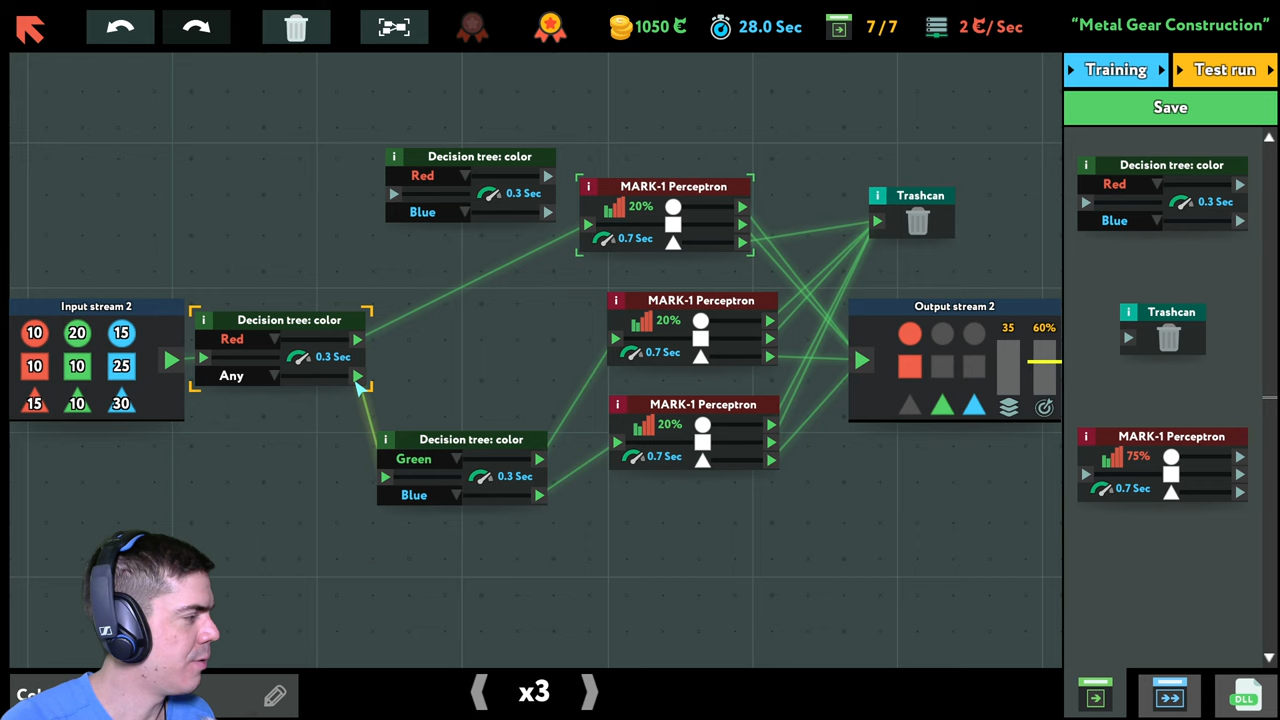 1050
28.0 Sec
7/7
2 €/Sec
"Metal Gear Construction"
Training
Test run
Save
Decision tree: color
Red
0.3 Sec
Blue
MARK-1 Perceptron
20%
0.7 Sec
Trashcan
Decision tree: color
Red
0.3 Sec
Blue
Trashcan
Input stream 2
10 20 15
10 10 25
15 10 30
Decision tree: color
Red
0.3 Sec
Any
MARK-1 Perceptron
20%
0.7 Sec
Output stream 2
35 60%
MARK-1 Perceptron
20%
0.7 Sec
Decision tree: color
Green
0.3 Sec
Blue
MARK-1 Perceptron
75%
0.7 Sec
x3
DLL